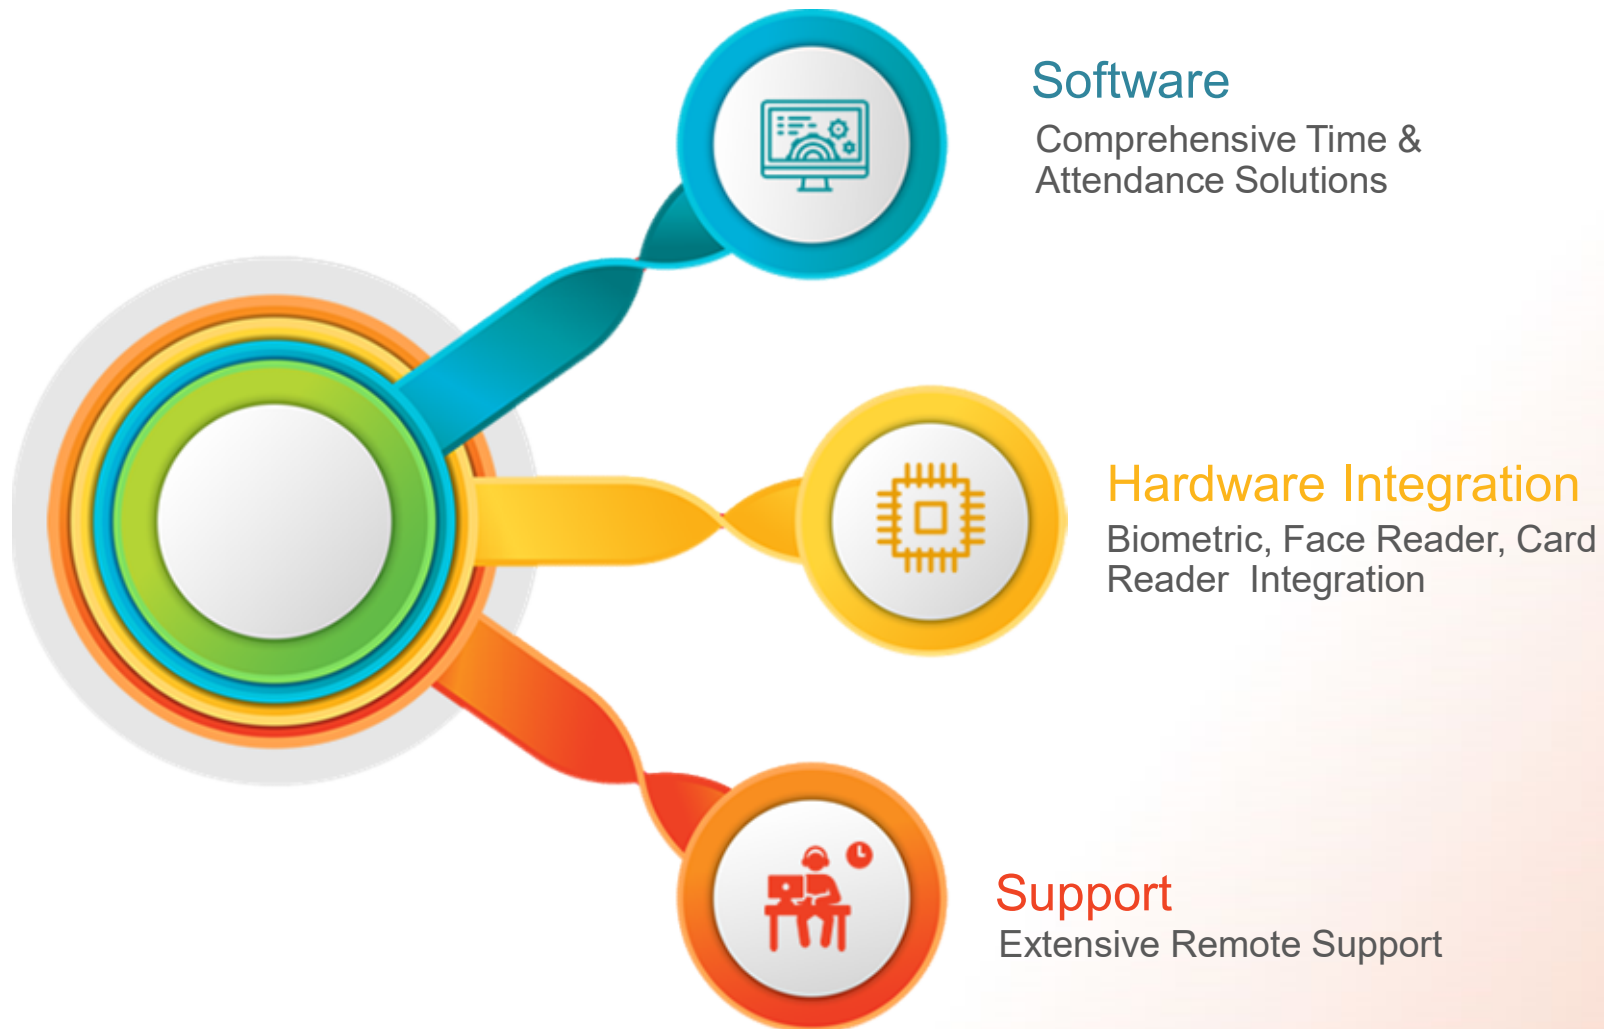 Software
Comprehensive Time &
Attendance Solutions
Hardware Integration
Biometric, Face Reader, Card
Reader  Integration
Support
Extensive Remote Support